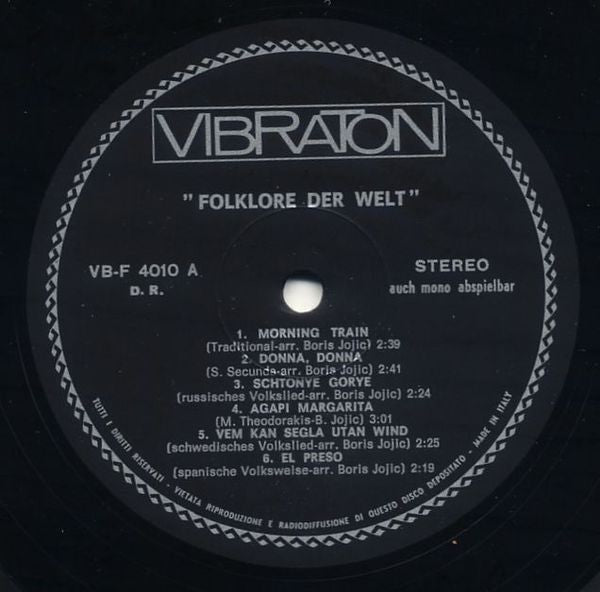 VIBRATON
"FOLKLORE DER WELT"
VB-F 4010 A
D. R.
STEREO
auch mono abspielbar
1. MORNING TRAIN
(Traditional-arr. Boris Jojic) 2:39
2. DONNA, DONNA
(S. Secunda-arr. Boris Jojic) 2:41
3. SCHTONYE GORYE
(russisches Volkslied-arr. Boris Jojic) 2:24
4. AGAPI MARGARITA
(M. Theodorakis-B. Jojic) 3:01
5. VEM KAN SEGLA UTAN WIND
(schwedisches Volkslied-arr. Boris Jojic) 2:25
6. EL PRESO
(spanische Volksweise-arr. Boris Jojic) 2:19
TUTTI I DIRITTI RISERVATI - VIETATA RIPRODUZIONE E RADIODIFFUSIONE DI QUESTO DISCO DEPOSITATO - MADE IN ITALY